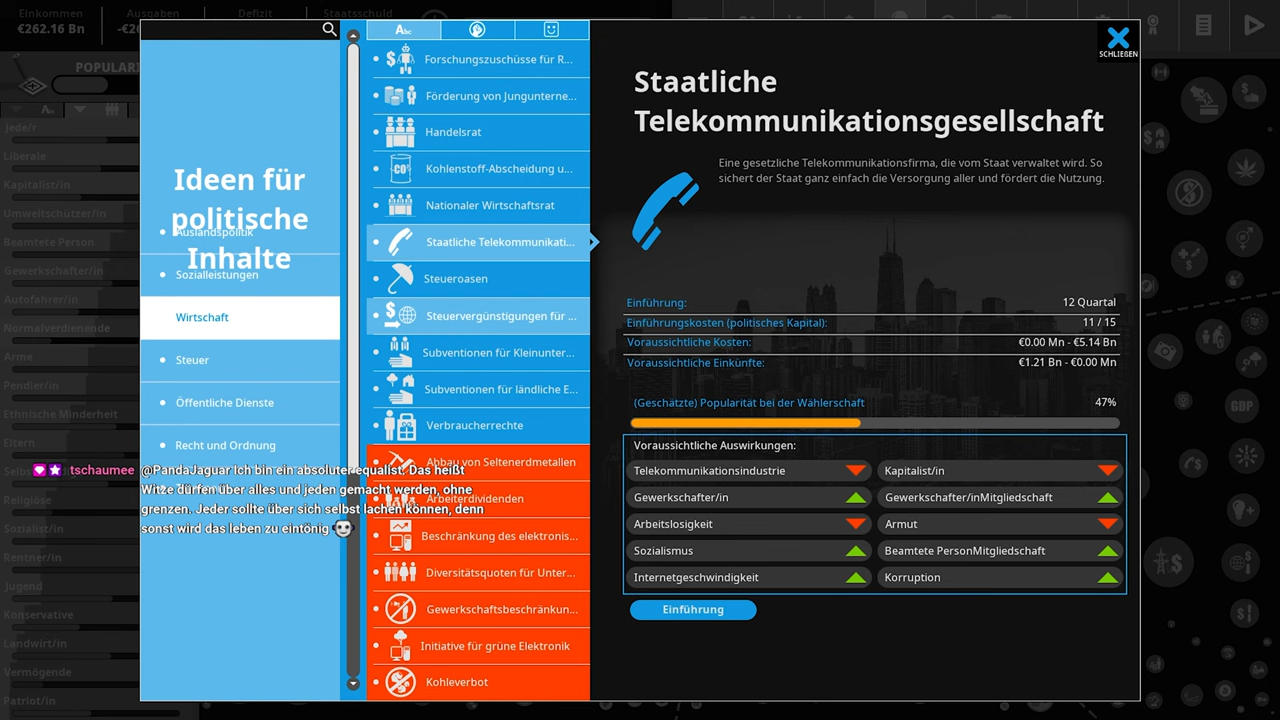 Einkommen
Ausgaben
Defizit
Staatsschuld
€262.16 Bn
-€26
POPULARI
Jede/r
Liberale
Kapitalist/in
Umweltschützer/in
Beamtete Person
Gewerkschafter/in
Autofahrer/in
Normalverdienende
Arme
Pendler/in
Ethnische Minderheit
Eltern
Selbs
Religiöse
Sozialist/in
Rentner/in
Jugend
Konservative
Landwirt/in
Vermögende
Patriot/in
Ideen für
politische
Inhalte
Auslandspolitik
Sozialleistungen
Wirtschaft
Steuer
Öffentliche Dienste
Recht und Ordnung
tschaumee @PandaJaguar Ich bin ein absoluter equalist. Das heißt
Witze dürfen über alles und jeden gemacht werden, ohne
grenzen. Jeder sollte über sich selbst lachen können, denn
sonst wird das leben zu eintönig
Abc
Forschungszuschüsse für R...
Förderung von Jungunterne...
Handelsrat
Kohlenstoff-Abscheidung u...
Nationaler Wirtschaftsrat
Staatliche Telekommunikati...
Steueroasen
Steuervergünstigungen für ...
Subventionen für Kleinunter...
Subventionen für ländliche E...
Verbraucherrechte
Abbau von Seltenerdmetallen
Arbeiterdividenden
Beschränkung des elektronis...
Diversitätsquoten für Unter...
Gewerkschaftsbeschränkun...
Initiative für grüne Elektronik
Kohleverbot
SCHLIEßEN
Staatliche
Telekommunikationsgesellschaft
Eine gesetzliche Telekommunikationsfirma, die vom Staat verwaltet wird. So
sichert der Staat ganz einfach die Versorgung aller und fördert die Nutzung.
Einführung: 12 Quartal
Einführungskosten (politisches Kapital): 11 / 15
Voraussichtliche Kosten: €0.00 Mn - €5.14 Bn
Voraussichtliche Einkünfte: €1.21 Bn - €0.00 Mn
(Geschätzte) Popularität bei der Wählerschaft 47%
Voraussichtliche Auswirkungen:
Telekommunikationsindustrie Kapitalist/in
Gewerkschafter/in Gewerkschafter/inMitgliedschaft
Arbeitslosigkeit Armut
Sozialismus Beamtete PersonMitgliedschaft
Internetgeschwindigkeit Korruption
Einführung
GDP